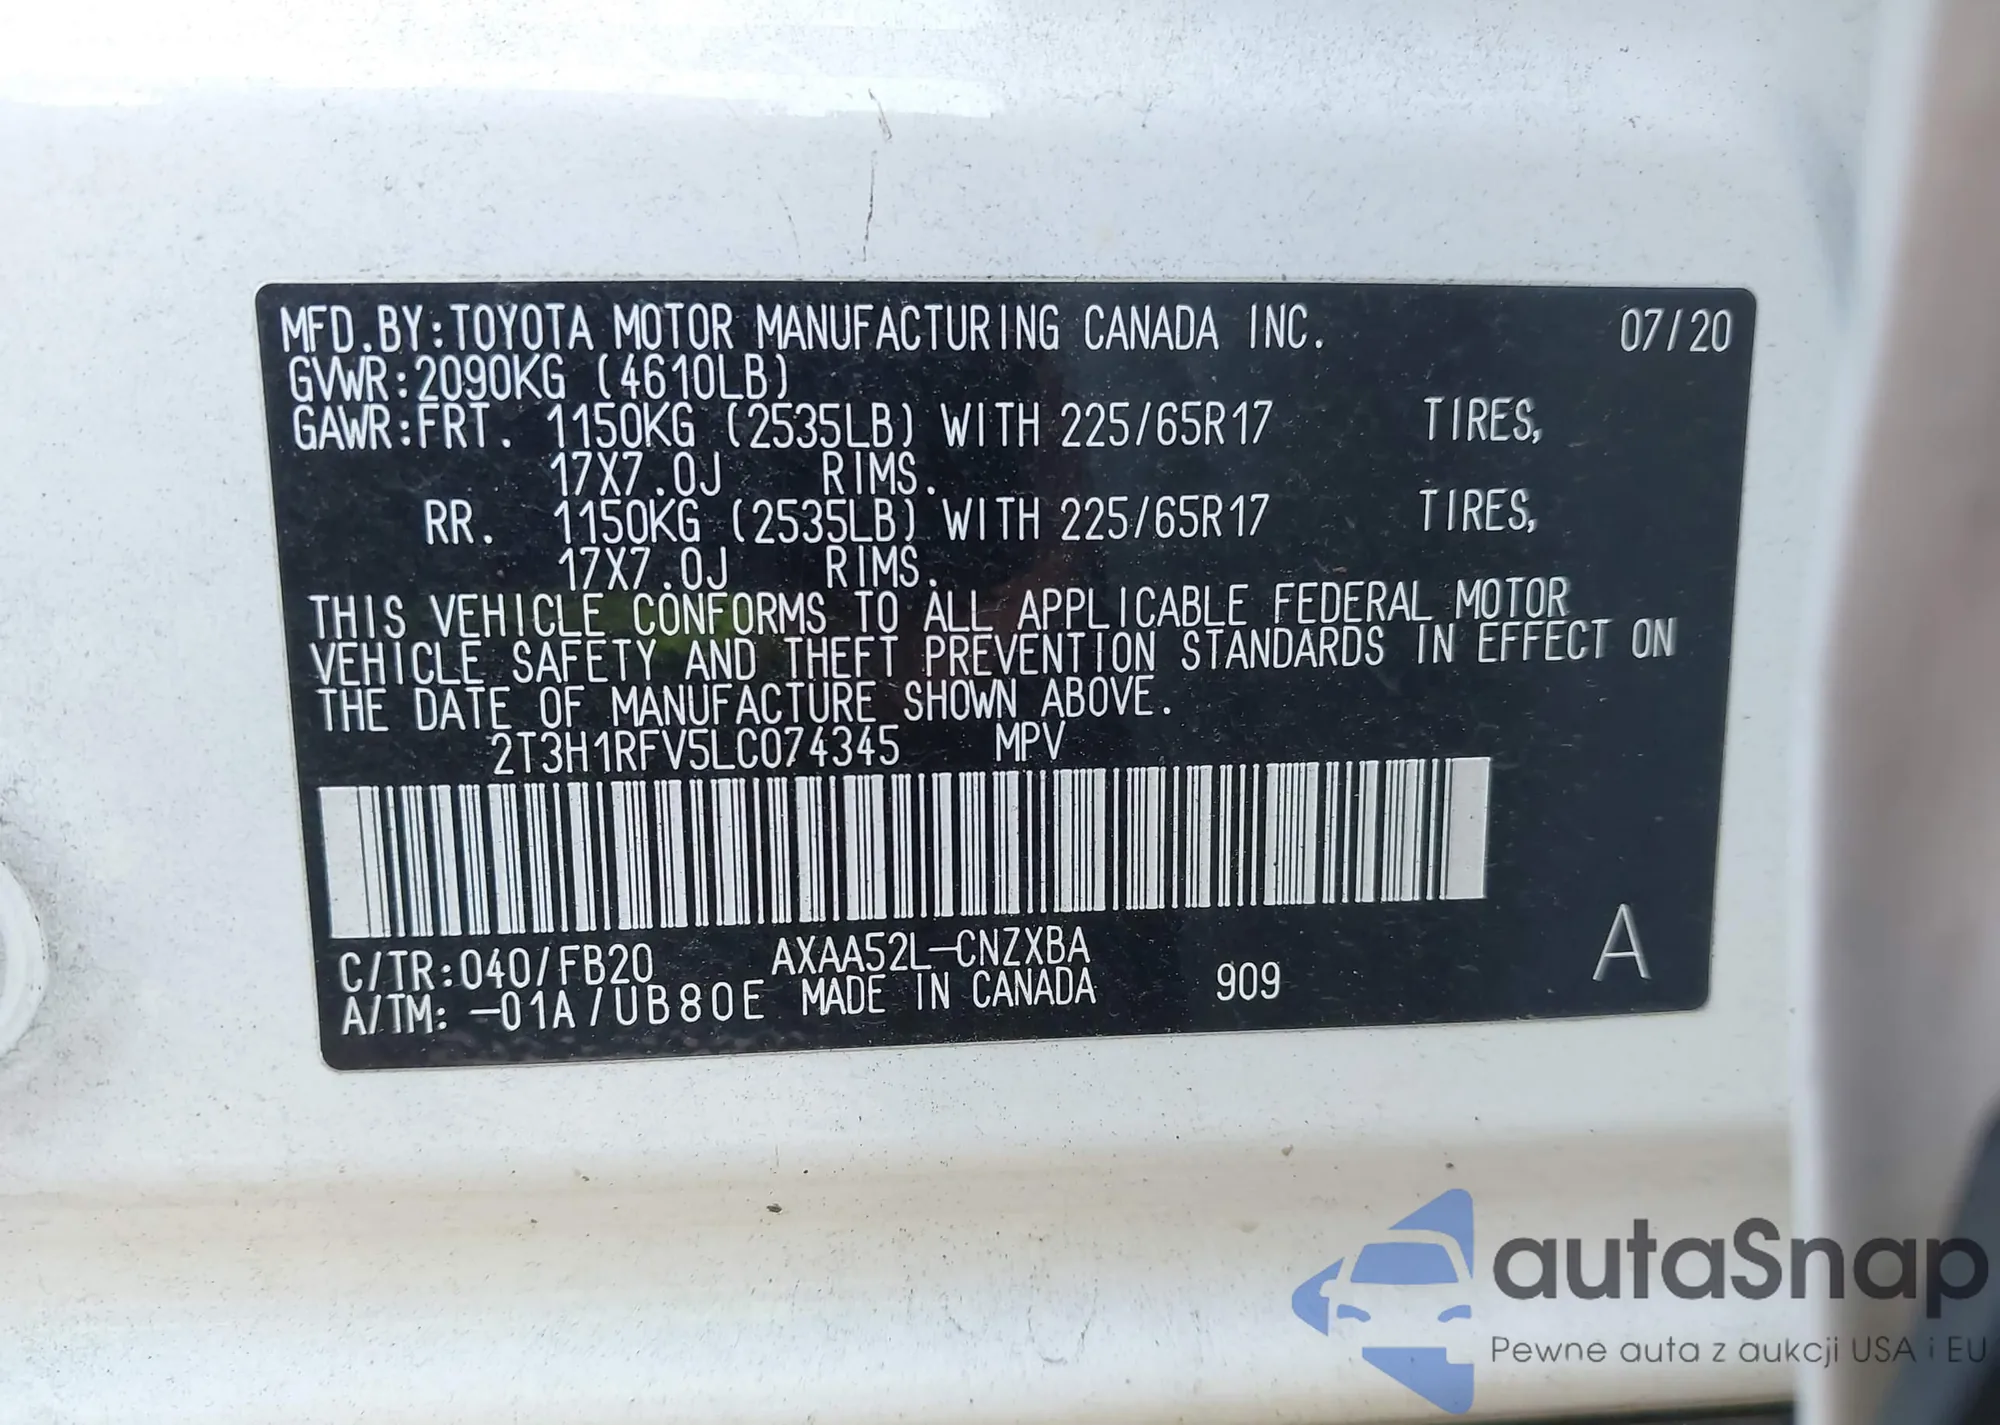 MFD.BY:TOYOTA MOTOR MANUFACTURING CANADA INC. 07/20
GVWR:2090KG (4610LB)
GAWR:FRT. 1150KG (2535LB) WITH 225/65R17 TIRES,
17X7.0J RIMS.
RR. 1150KG (2535LB) WITH 225/65R17 TIRES,
17X7.0J RIMS.
THIS VEHICLE CONFORMS TO ALL APPLICABLE FEDERAL MOTOR
VEHICLE SAFETY AND THEFT PREVENTION STANDARDS IN EFFECT ON
THE DATE OF MANUFACTURE SHOWN ABOVE.
2T3H1RFV5LC074345 MPV
C/TR:040/FB20 AXAA52L-CNZXBA A
A/TM: -01A/UB80E MADE IN CANADA 909
autaSnap
Pewne auta z aukcji USA i EU